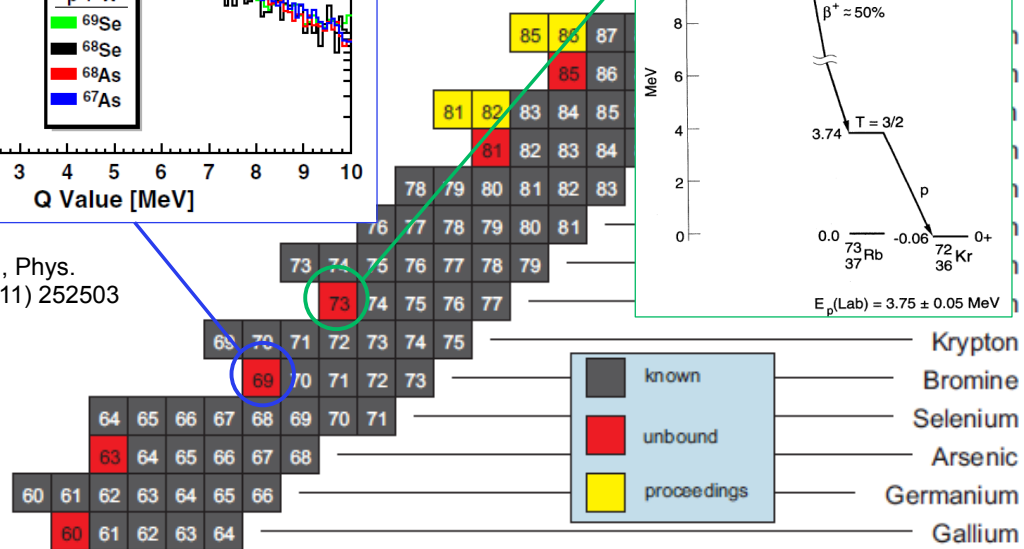 69Se
68Se
68As
67As
3 4 5 6 7 8 9 10
Q Value [MeV]
, Phys.
11) 252503
85 86 87
85 86
81 82 83 84 85
81 82 83 84
78 79 80 81 82 83
76 77 78 79 80 81
73 74 75 76 77 78 79
73 74 75 76 77
69 70 71 72 73 74 75
Krypton
69 70 71 72 73
Bromine
64 65 66 67 68 69 70 71
Selenium
63 64 65 66 67 68
Arsenic
60 61 62 63 64 65 66
Germanium
60 61 62 63 64
Gallium
known
unbound
proceedings
MeV
8
6
4
2
0
β+ ≈ 50%
3.74
T = 3/2
p
0.0
73
37Rb
-0.06
72
36Kr
0+
Ep(Lab) = 3.75 ± 0.05 MeV